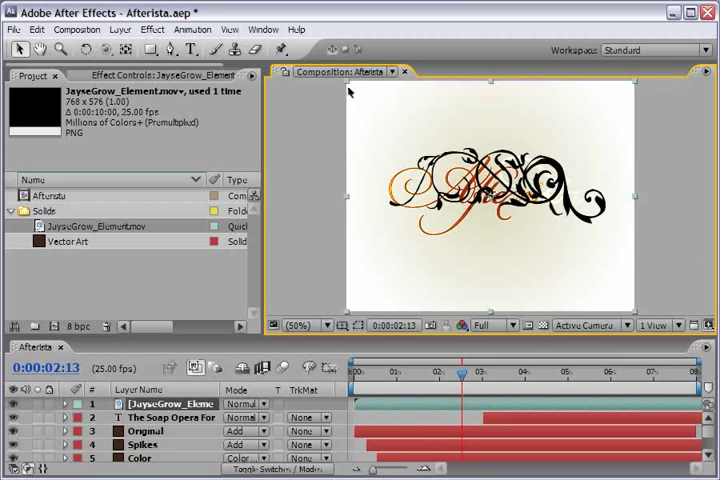 Adobe After Effects - Afterista.aep *
File Edit Composition Layer Effect Animation View Window Help
Workspace: Standard
Project × Effect Controls: JayseGrow_Element
Composition: Afterista ×
JayseGrow_Element.mov▾, used 1 time
768 x 576 (1.00)
Δ 0:00:10:00, 25.00 fps
Millions of Colors+ (Premultiplied)
PNG
Name Type
Afterista Com
Solids Folde
JayseGrow_Element.mov Quick
Vector Art Solid
8 bpc
(50%) 0:00:02:13 Full Active Camera 1 View
Afterista ×
0:00:02:13 (25.00 fps)
:00s 01s 02s 03s 04s 05s 06s 07s 08s
# Layer Name Mode T TrkMat
1 [JayseGrow_Eleme Normal
2 T The Soap Opera For Normal None
3 Original Add None
4 Spikes Add None
5 Color Color... None
Toggle Switches / Modes